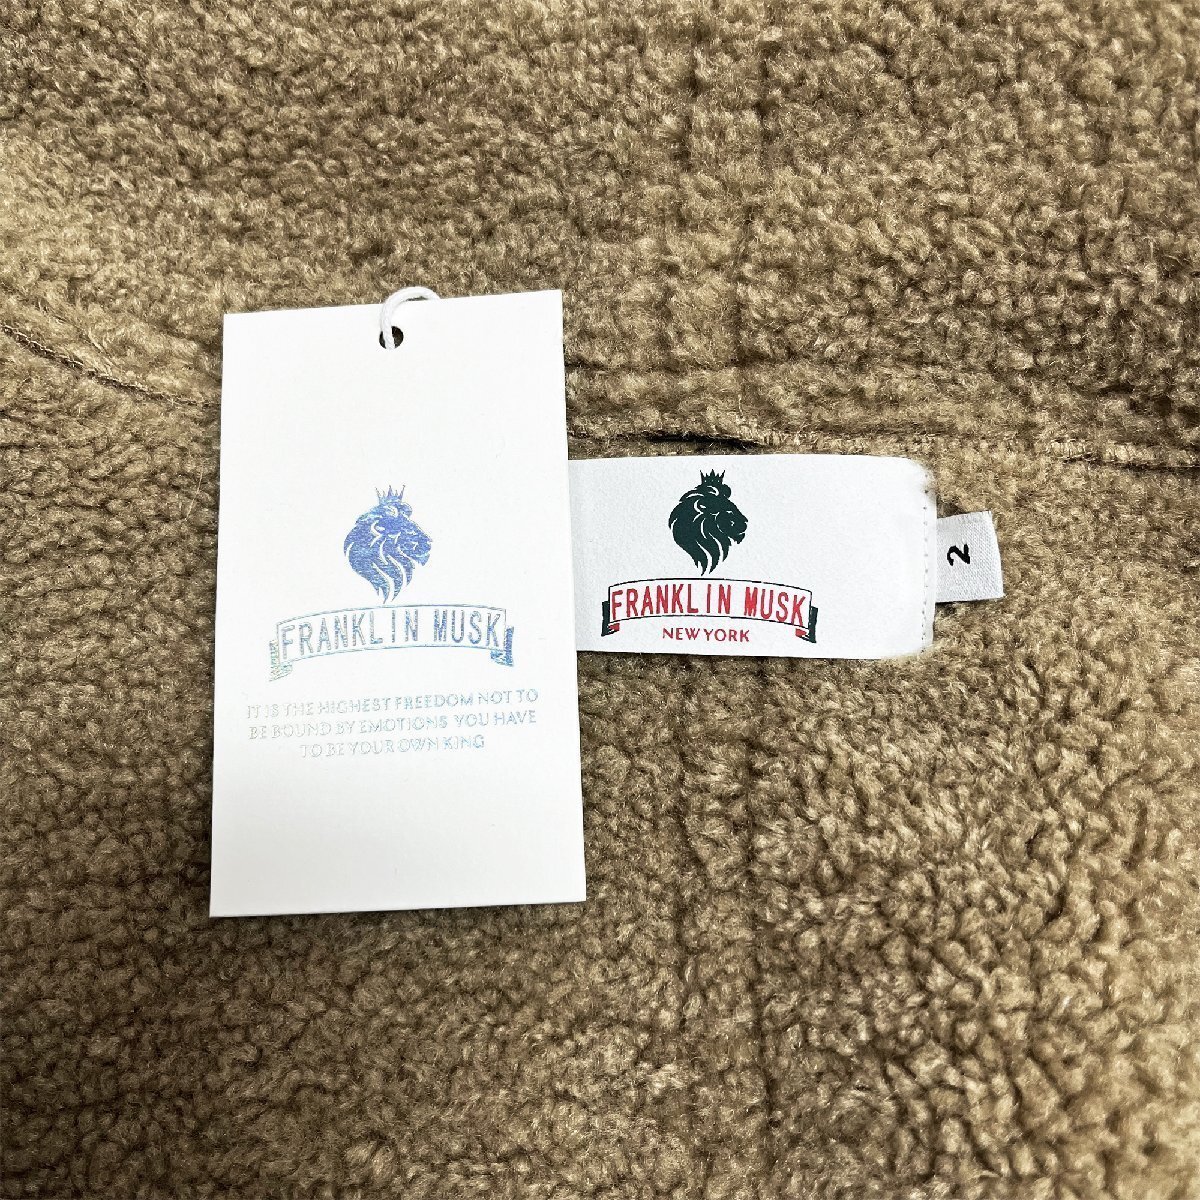 FRANKLIN MUSK
IT IS THE HIGHEST FREEDOM NOT TO
BE BOUND BY EMOTIONS YOU HAVE
TO BE YOUR OWN KING
FRANKLIN MUSK
NEW YORK
2